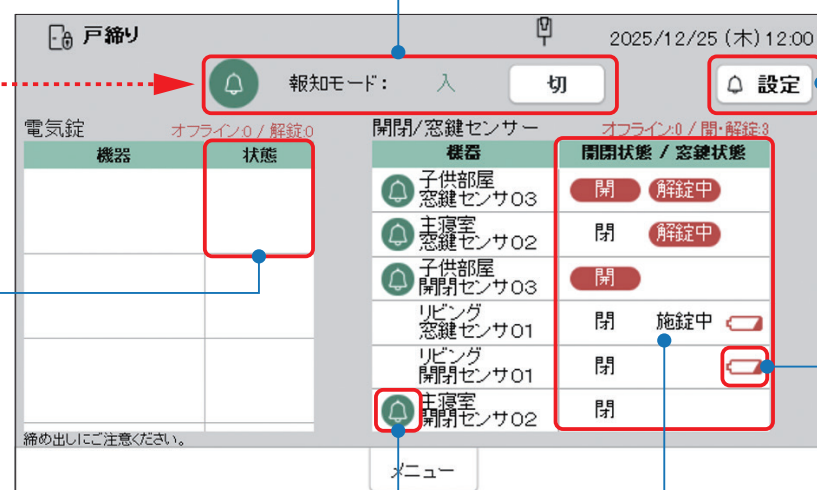 戸締り
2025/12/25 (木) 12:00
報知モード： 入 切
設定
電気錠 オフライン:0 / 解錠:0
機器 状態
開閉/窓鍵センサー オフライン:0 / 開・解錠:3
機器 開閉状態 / 窓鍵状態
子供部屋
窓鍵センサ03 開 解錠中
主寝室
窓鍵センサ02 閉 解錠中
子供部屋
開閉センサ03 開
リビング
窓鍵センサ01 閉 施錠中
リビング
開閉センサ01 閉
主寝室
開閉センサ02 閉
締め出しにご注意ください。
メニュー